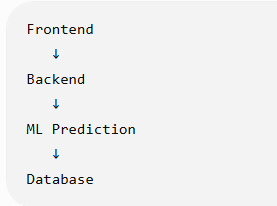 Frontend
↓
Backend
↓
ML Prediction
↓
Database